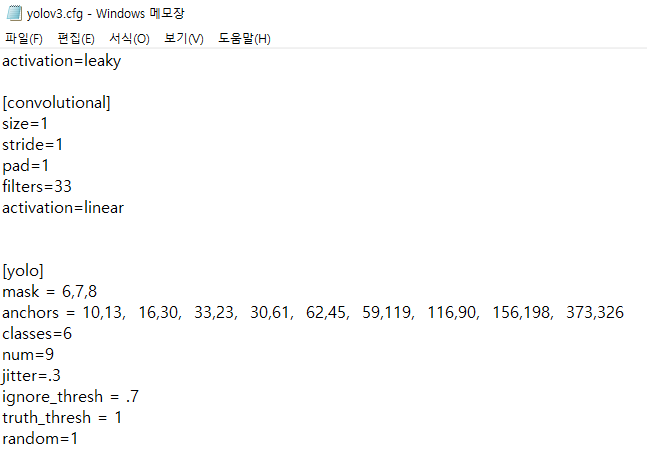 yolov3.cfg - Windows 메모장
파일(F) 편집(E) 서식(O) 보기(V) 도움말(H)
activation=leaky
[convolutional]
size=1
stride=1
pad=1
filters=33
activation=linear
[yolo]
mask = 6,7,8
anchors = 10,13, 16,30, 33,23, 30,61, 62,45, 59,119, 116,90, 156,198, 373,326
classes=6
num=9
jitter=.3
ignore_thresh = .7
truth_thresh = 1
random=1